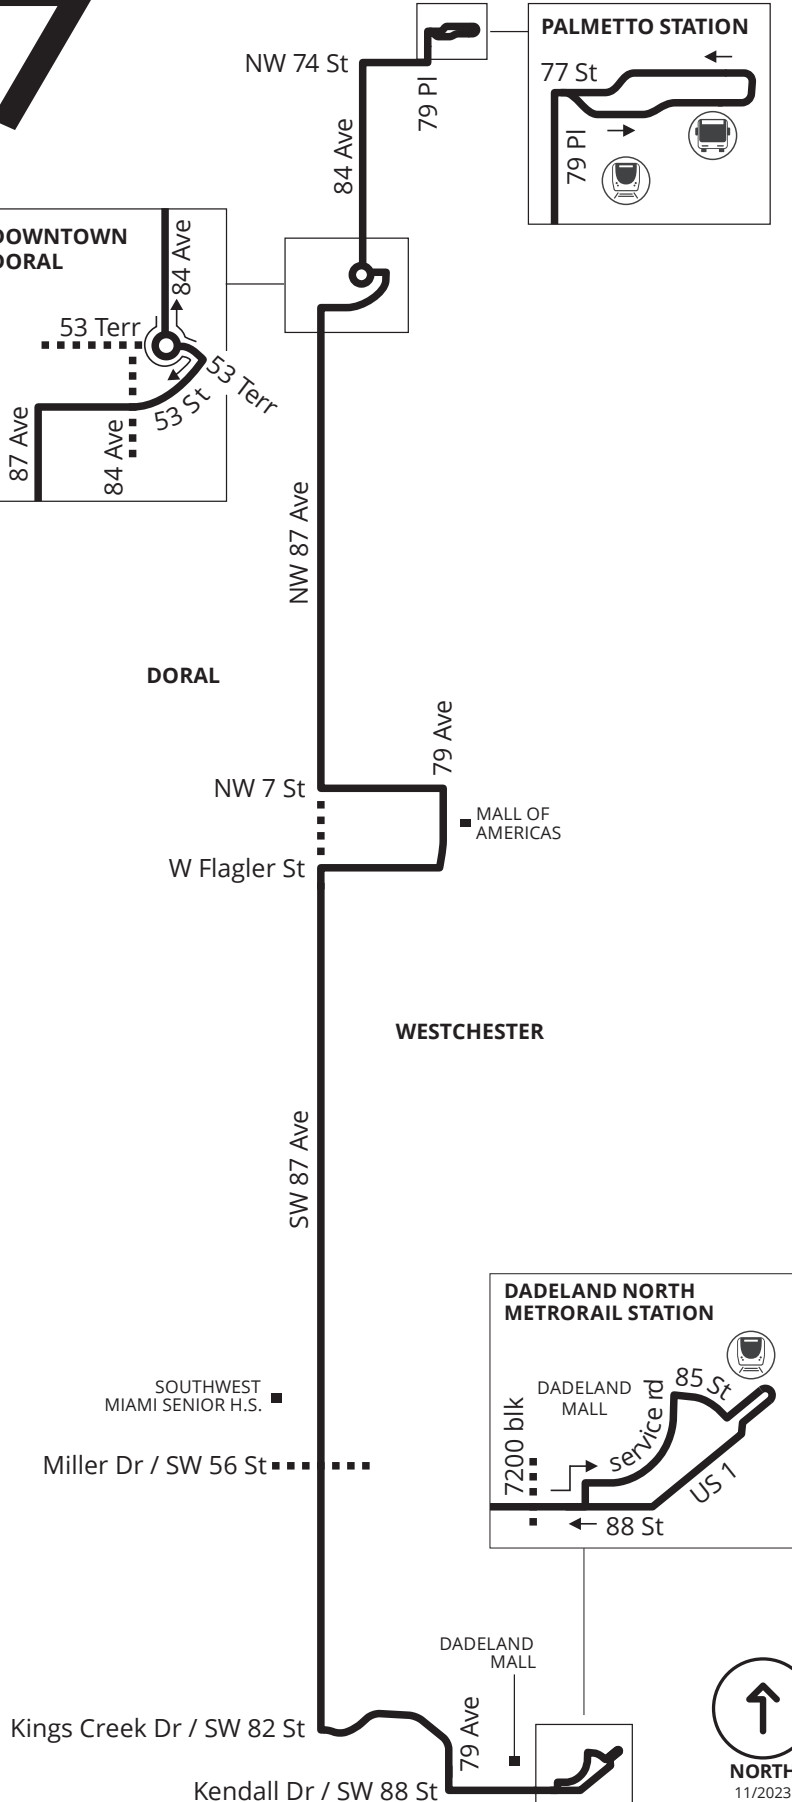 7
PALMETTO STATION
77 St
79 Pl
NW 74 St
79 Pl
84 Ave
DOWNTOWN
DORAL
84 Ave
53 Terr
53 Terr
53 St
87 Ave
84 Ave
NW 87 Ave
DORAL
79 Ave
NW 7 St
MALL OF
AMERICAS
W Flagler St
WESTCHESTER
SW 87 Ave
DADELAND NORTH
METRORAIL STATION
DADELAND
MALL
service rd
85 St
7200 blk
US 1
88 St
SOUTHWEST
MIAMI SENIOR H.S.
Miller Dr / SW 56 St
DADELAND
MALL
Kings Creek Dr / SW 82 St
79 Ave
Kendall Dr / SW 88 St
NORTH
11/2023